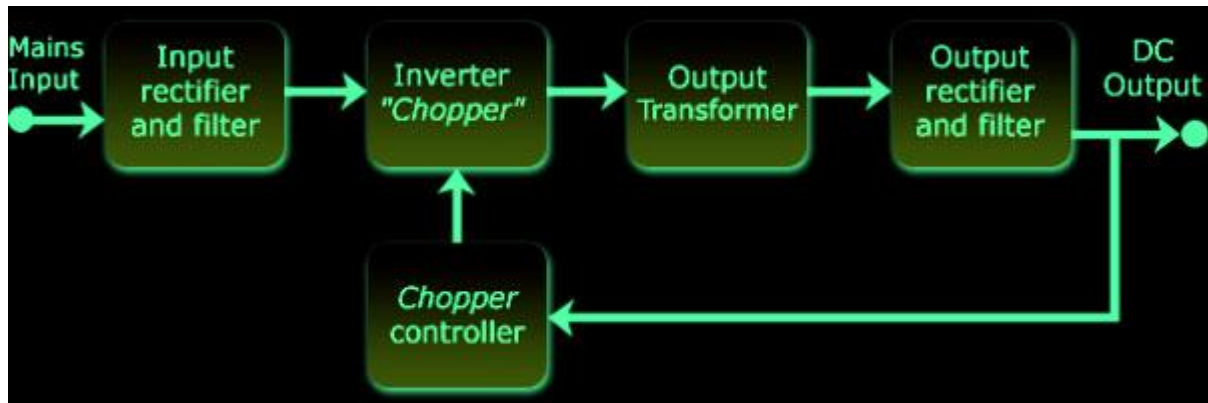 Mains
Input
Input
rectifier
and filter
Inverter
"Chopper"
Output
Transformer
Output
rectifier
and filter
DC
Output
Chopper
controller